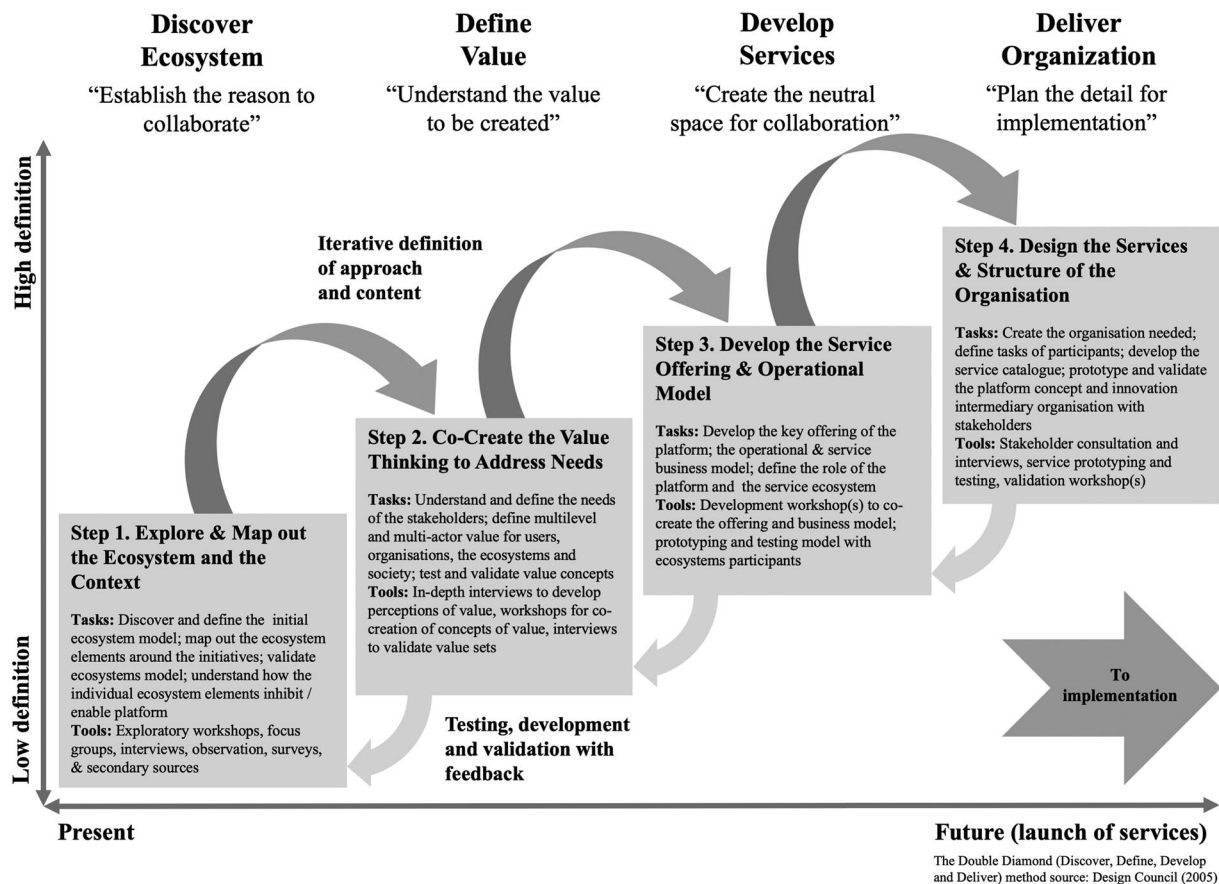 Discover
Ecosystem
“Establish the reason to
collaborate”
Define
Value
“Understand the value
to be created”
Develop
Services
“Create the neutral
space for collaboration”
Deliver
Organization
“Plan the detail for
implementation”
High definition
Low definition
Iterative definition
of approach
and content
Step 1. Explore & Map out
the Ecosystem and the
Context
Tasks: Discover and define the initial
ecosystem model; map out the ecosystem
elements around the initiatives; validate
ecosystems model; understand how the
individual ecosystem elements inhibit /
enable platform
Tools: Exploratory workshops, focus
groups, interviews, observation, surveys,
& secondary sources
Step 2. Co-Create the Value
Thinking to Address Needs
Tasks: Understand and define the needs
of the stakeholders; define multilevel
and multi-actor value for users,
organisations, the ecosystems and
society; test and validate value concepts
Tools: In-depth interviews to develop
perceptions of value, workshops for co-
creation of concepts of value, interviews
to validate value sets
Step 3. Develop the Service
Offering & Operational
Model
Tasks: Develop the key offering of the
platform; the operational & service
business model; define the role of the
platform and the service ecosystem
Tools: Development workshop(s) to co-
create the offering and business model;
prototyping and testing model with
ecosystems participants
Step 4. Design the Services
& Structure of the
Organisation
Tasks: Create the organisation needed;
define tasks of participants; develop the
service catalogue; prototype and validate
the platform concept and innovation
intermediary organisation with
stakeholders
Tools: Stakeholder consultation and
interviews, service prototyping and
testing, validation workshop(s)
Testing, development
and validation with
feedback
To
implementation
Present
Future (launch of services)
The Double Diamond (Discover, Define, Develop
and Deliver) method source: Design Council (2005)